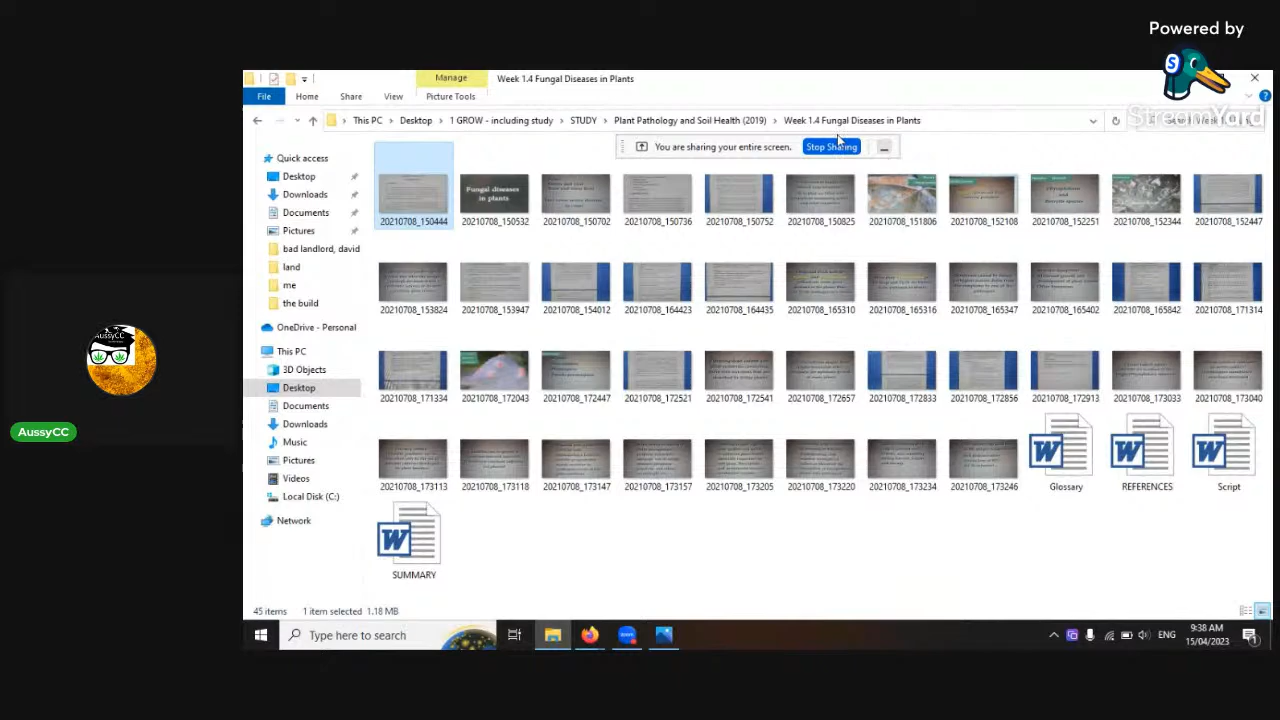 Powered by
StreamYard
Manage
Week 1.4 Fungal Diseases in Plants
File
Home
Share
View
Picture Tools
This PC
Desktop
1 GROW - including study
STUDY
Plant Pathology and Soil Health (2019)
Week 1.4 Fungal Diseases in Plants
You are sharing your entire screen.
Stop Sharing
Quick access
Desktop
Downloads
Documents
Pictures
bad landlord, david
land
me
the build
OneDrive - Personal
This PC
3D Objects
Desktop
Documents
Downloads
Music
Pictures
Videos
Local Disk (C:)
Network
Fungal diseases
in plants
20210708_150444
20210708_150532
20210708_150702
20210708_150736
20210708_150752
20210708_150825
20210708_151806
20210708_152108
20210708_152251
20210708_152344
20210708_152447
20210708_153824
20210708_153947
20210708_154012
20210708_164423
20210708_164435
20210708_165310
20210708_165316
20210708_165347
20210708_165402
20210708_165842
20210708_171314
20210708_171334
20210708_172043
20210708_172447
20210708_172521
20210708_172541
20210708_172657
20210708_172833
20210708_172856
20210708_172913
20210708_173033
20210708_173040
20210708_173113
20210708_173118
20210708_173147
20210708_173157
20210708_173205
20210708_173220
20210708_173234
20210708_173246
Glossary
REFERENCES
Script
SUMMARY
45 items
1 item selected 1.18 MB
AussyCC
AussyCC
Type here to search
ENG
9:38 AM
15/04/2023